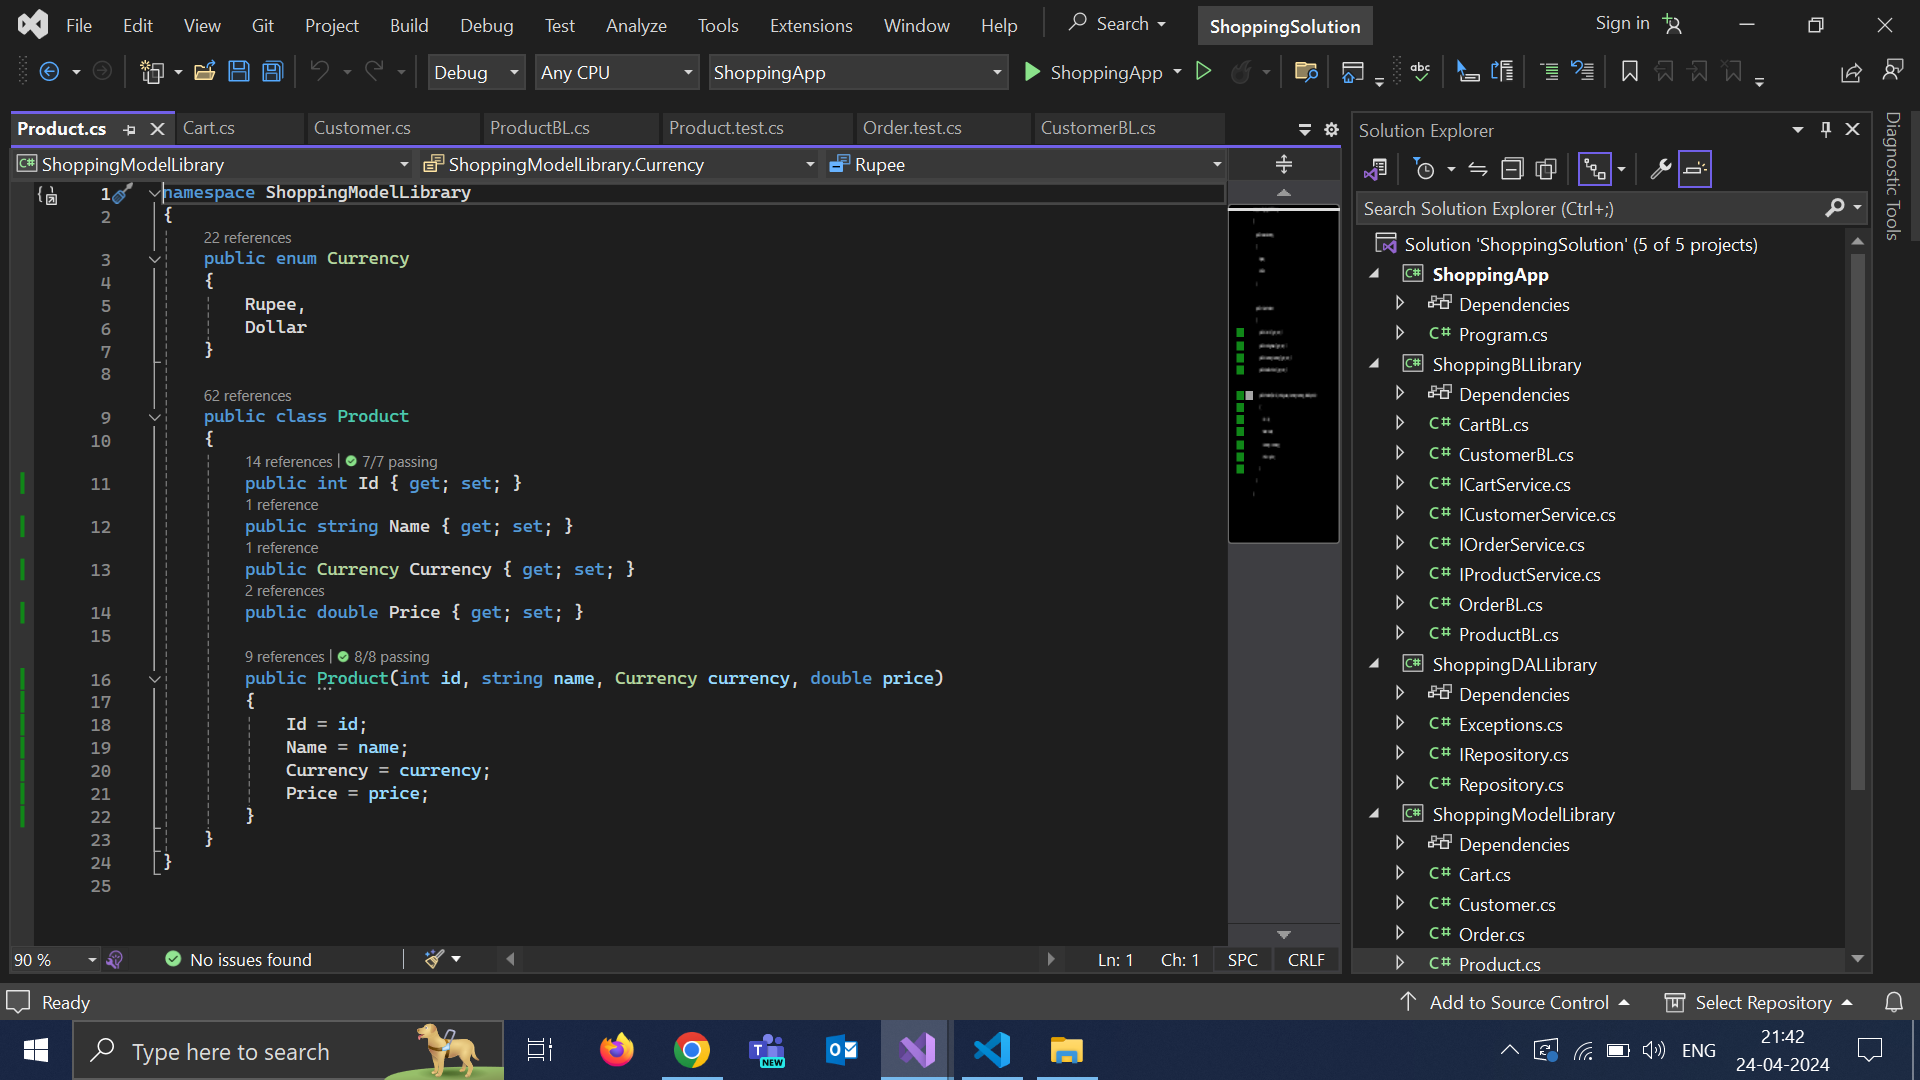 File Edit View Git Project Build Debug Test Analyze Tools Extensions Window Help Search ShoppingSolution Sign in
Debug Any CPU ShoppingApp ShoppingApp abc
Product.cs Cart.cs Customer.cs ProductBL.cs Product.test.cs Order.test.cs CustomerBL.cs
C# ShoppingModelLibrary ShoppingModelLibrary.Currency Rupee
1 namespace ShoppingModelLibrary
2 {
22 references
3 public enum Currency
4 {
5 Rupee,
6 Dollar
7 }
8
62 references
9 public class Product
10 {
14 references | 7/7 passing
11 public int Id { get; set; }
1 reference
12 public string Name { get; set; }
1 reference
13 public Currency Currency { get; set; }
2 references
14 public double Price { get; set; }
15
9 references | 8/8 passing
16 public Product(int id, string name, Currency currency, double price)
17 {
18 Id = id;
19 Name = name;
20 Currency = currency;
21 Price = price;
22 }
23 }
24 }
25
90 % No issues found Ln: 1 Ch: 1 SPC CRLF
Solution Explorer
Search Solution Explorer (Ctrl+;)
Solution 'ShoppingSolution' (5 of 5 projects)
C# ShoppingApp
Dependencies
C# Program.cs
C# ShoppingBLLibrary
Dependencies
C# CartBL.cs
C# CustomerBL.cs
C# ICartService.cs
C# ICustomerService.cs
C# IOrderService.cs
C# IProductService.cs
C# OrderBL.cs
C# ProductBL.cs
C# ShoppingDALLibrary
Dependencies
C# Exceptions.cs
C# IRepository.cs
C# Repository.cs
C# ShoppingModelLibrary
Dependencies
C# Cart.cs
C# Customer.cs
C# Order.cs
C# Product.cs
Diagnostic Tools
Ready Add to Source Control Select Repository
Type here to search NEW ENG 21:42
24-04-2024